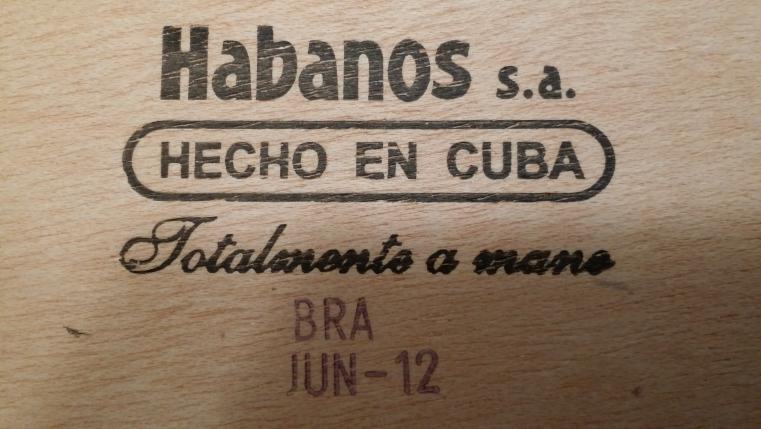 Habanos s.a.
HECHO EN CUBA
Totalmente a mano
BRA
JUN-12